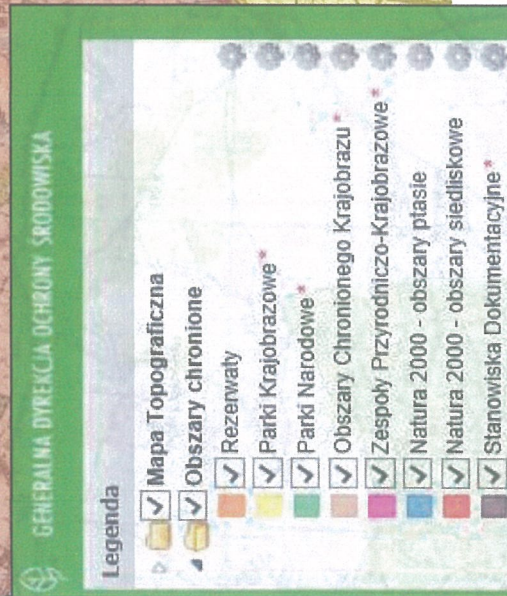 GENERALNA DYREKCJA OCHRONY ŚRODOWISKA
Legenda
Mapa Topograficzna
Obszary chronione
Rezerwaty
Parki Krajobrazowe *
Parki Narodowe *
Obszary Chronionego Krajobrazu *
Zespoły Przyrodniczo-Krajobrazowe *
Natura 2000 - obszary ptasie
Natura 2000 - obszary siedliskowe
Stanowiska Dokumentacyjne *